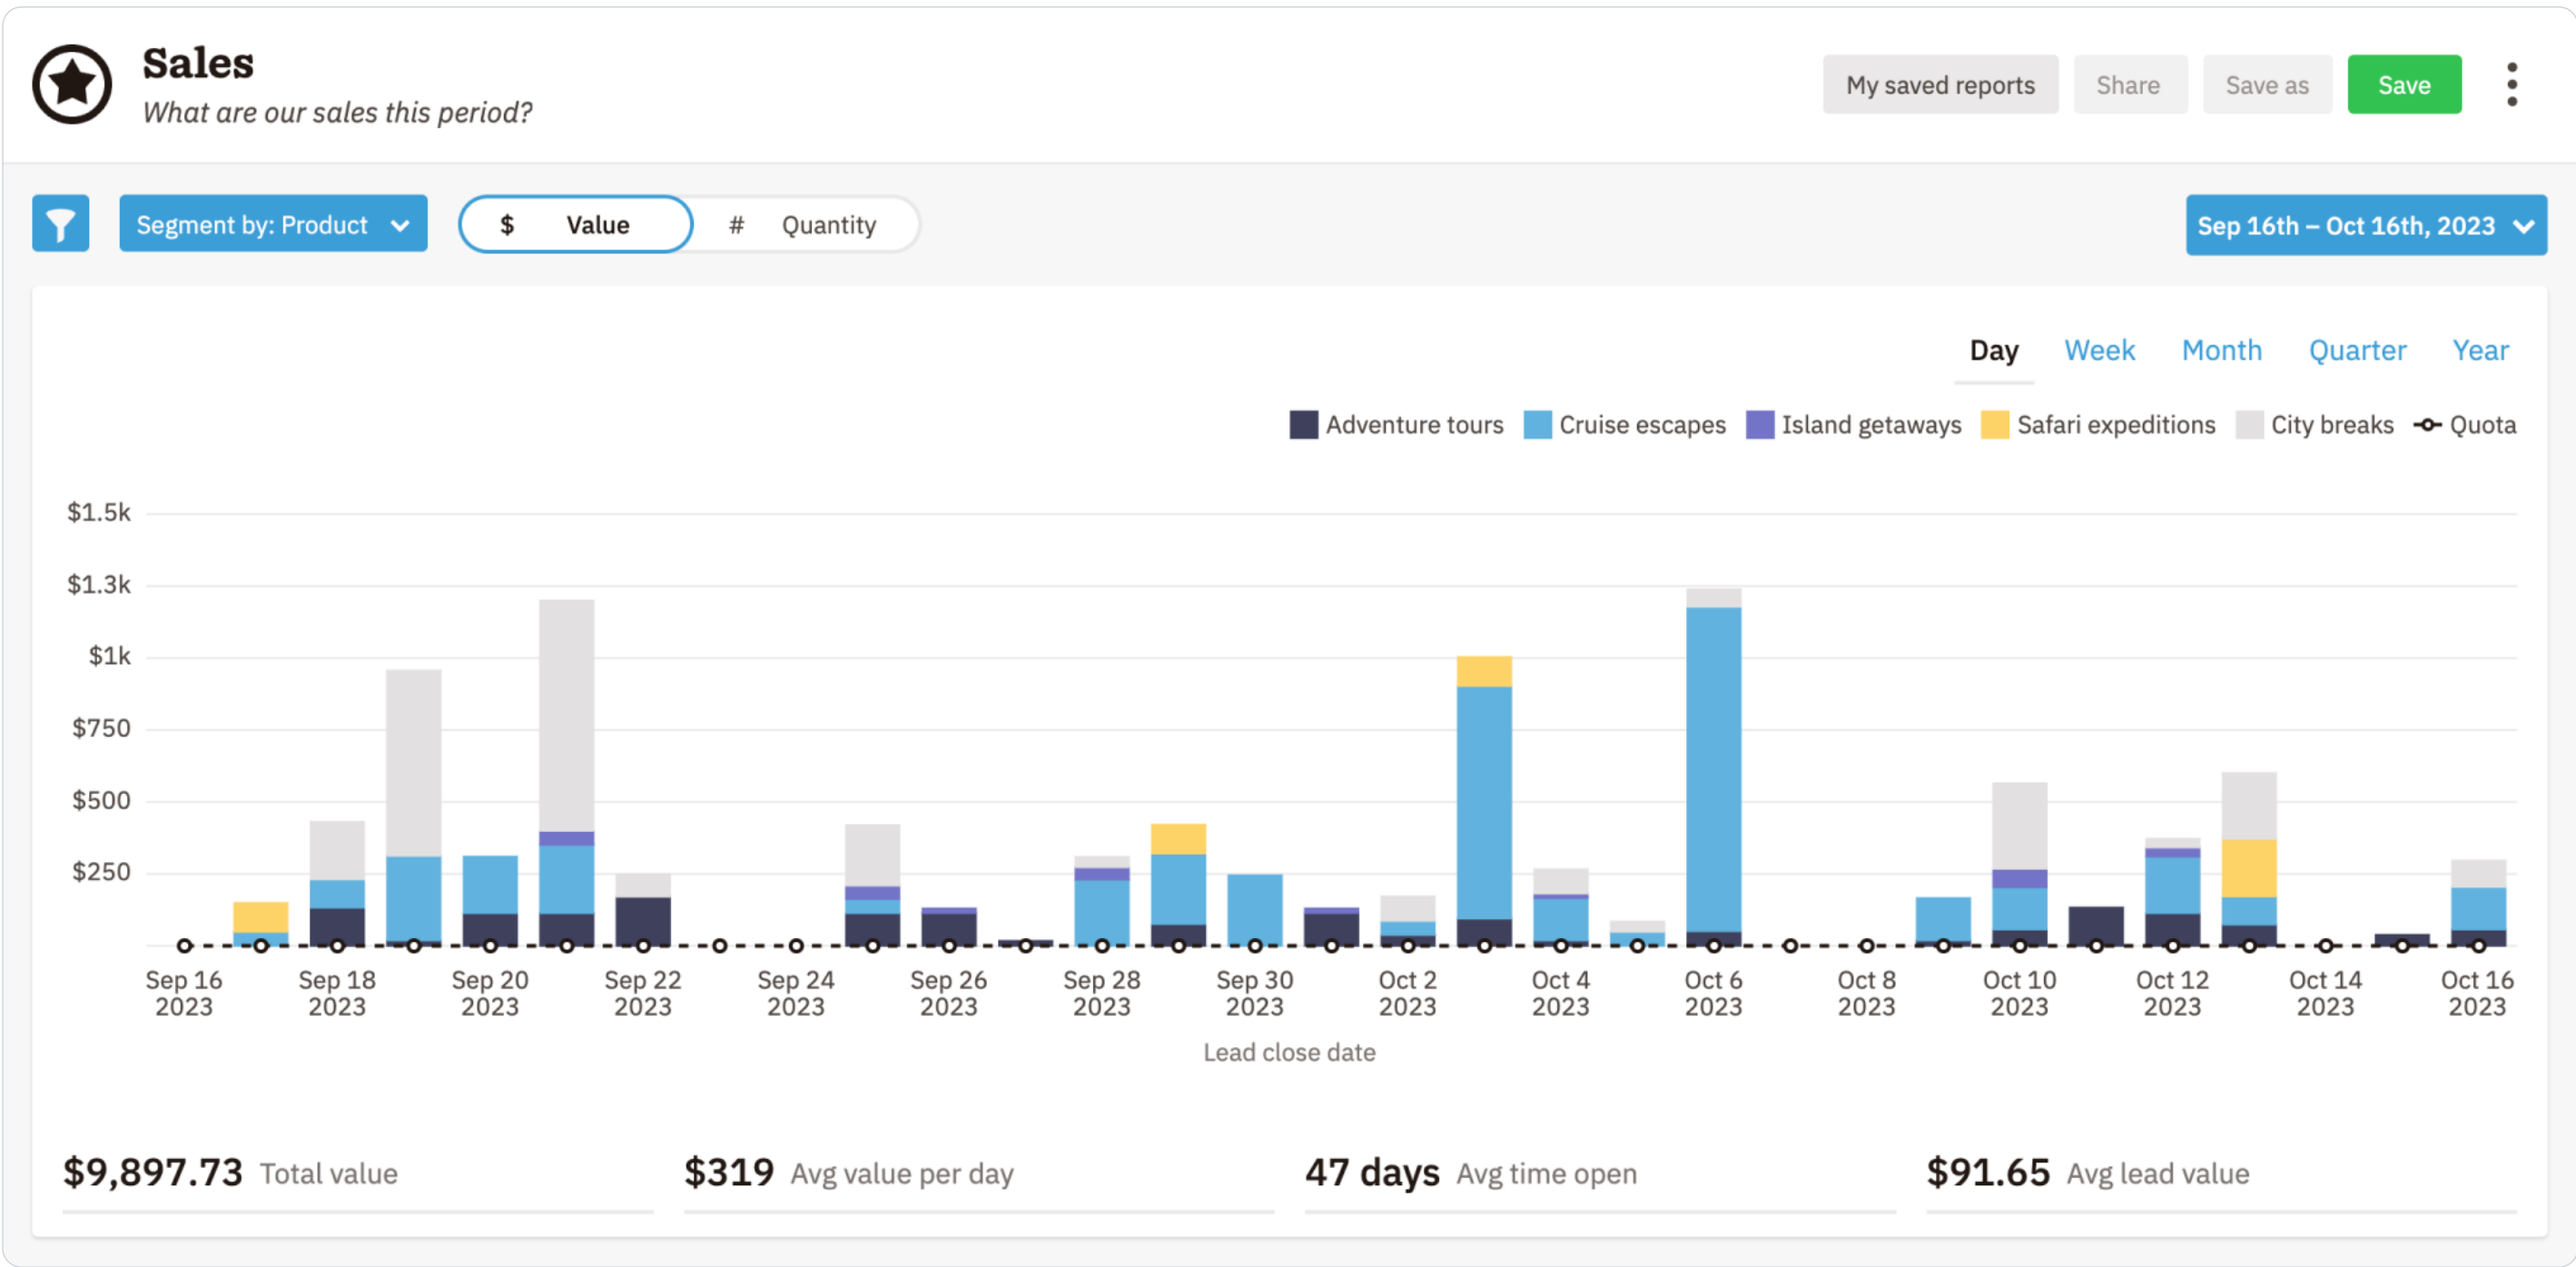 Sales
What are our sales this period?
My saved reports
Share
Save as
Save
Segment by: Product
$ Value
# Quantity
Sep 16th – Oct 16th, 2023
Day
Week
Month
Quarter
Year
Adventure tours
Cruise escapes
Island getaways
Safari expeditions
City breaks
Quota
$1.5k
$1.3k
$1k
$750
$500
$250
Sep 16
2023
Sep 18
2023
Sep 20
2023
Sep 22
2023
Sep 24
2023
Sep 26
2023
Sep 28
2023
Sep 30
2023
Oct 2
2023
Oct 4
2023
Oct 6
2023
Oct 8
2023
Oct 10
2023
Oct 12
2023
Oct 14
2023
Oct 16
2023
Lead close date
$9,897.73 Total value
$319 Avg value per day
47 days Avg time open
$91.65 Avg lead value